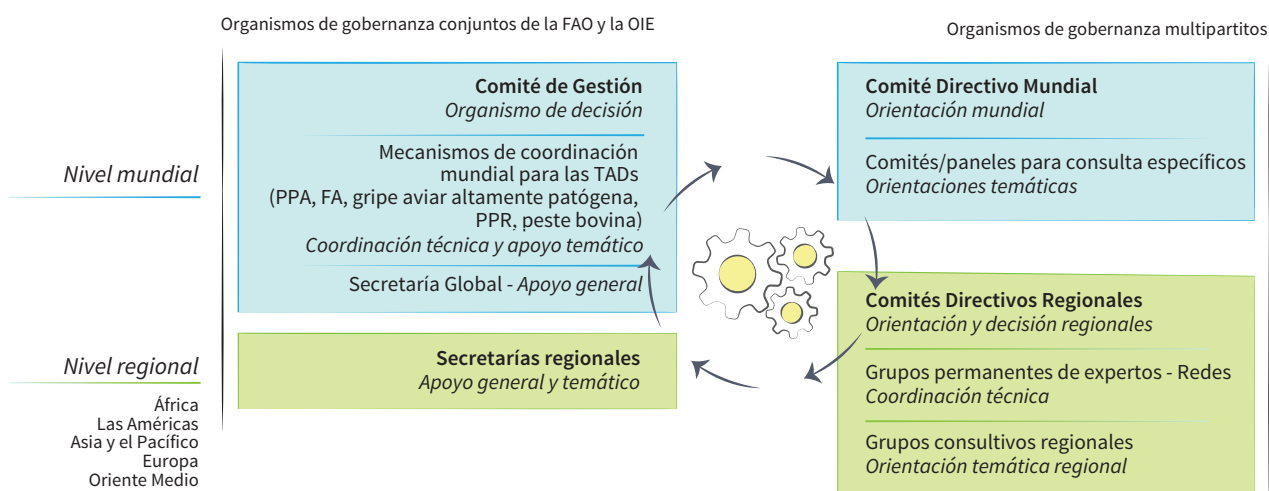 Organismos de gobernanza conjuntos de la FAO y la OIE
Organismos de gobernanza multipartitos
Nivel mundial
Comité de Gestión
Organismo de decisión
Mecanismos de coordinación
mundial para las TADs
(PPA, FA, gripe aviar altamente patógena,
PPR, peste bovina)
Coordinación técnica y apoyo temático
Secretaría Global - Apoyo general
Comité Directivo Mundial
Orientación mundial
Comités/paneles para consulta específicos
Orientaciones temáticas
Nivel regional
África
Las Américas
Asia y el Pacífico
Europa
Oriente Medio
Secretarías regionales
Apoyo general y temático
Comités Directivos Regionales
Orientación y decisión regionales
Grupos permanentes de expertos - Redes
Coordinación técnica
Grupos consultivos regionales
Orientación temática regional